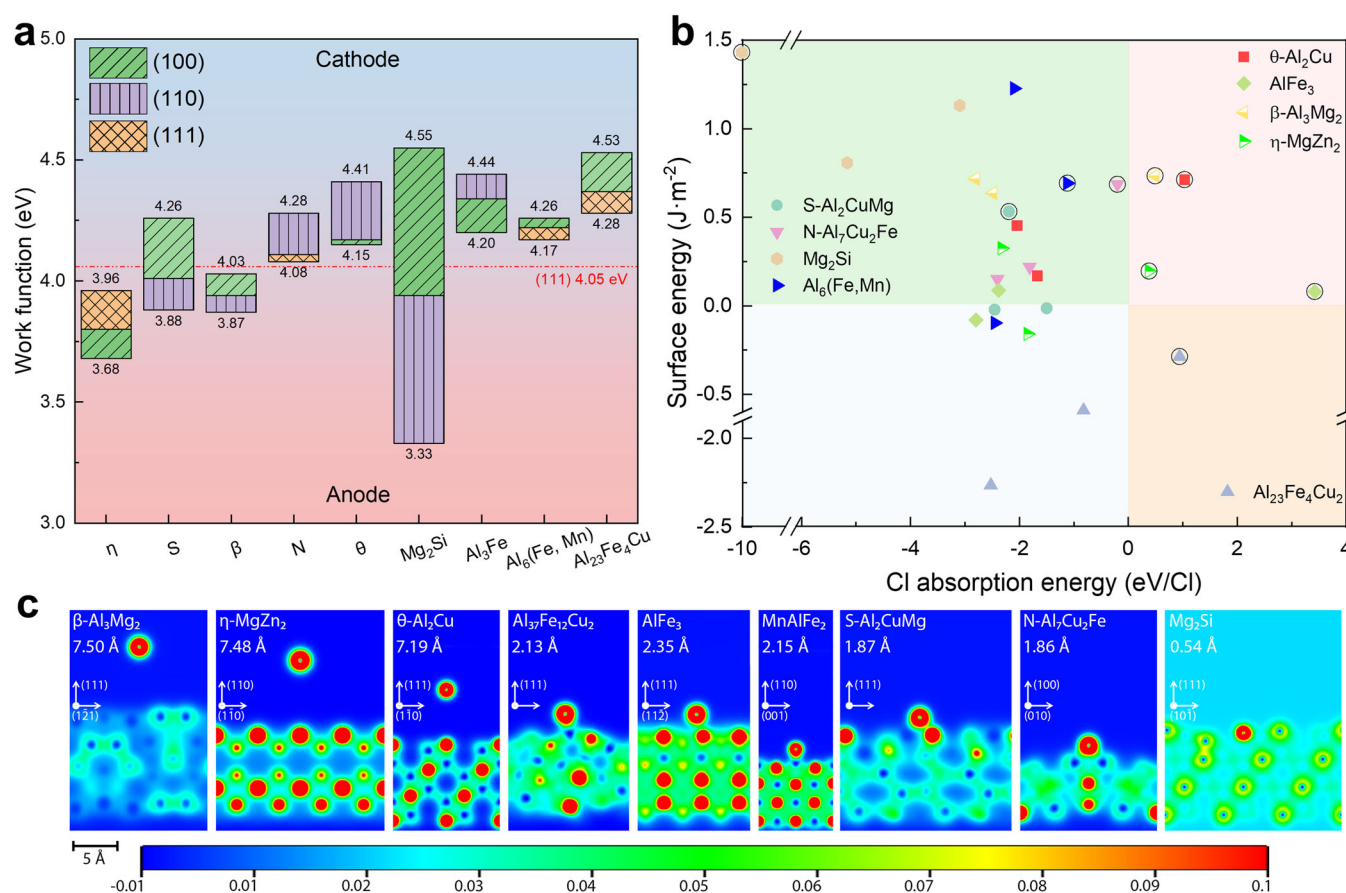 a
5.0
4.5
4.0
3.5
3.0
Work function (eV)
(100)
(110)
(111)
Cathode
Anode
3.96
3.68
4.26
3.88
4.03
3.87
4.28
4.08
4.41
4.15
4.55
3.33
4.44
4.20
4.26
4.17
4.53
4.28
(111) 4.05 eV
η
S
β
N
θ
Mg₂Si
Al₃Fe
Al₆(Fe, Mn)
Al₂₃Fe₄Cu
b
1.5
1.0
0.5
0.0
-0.5
-2.0
-2.5
Surface energy (J·m⁻²)
θ-Al₂Cu
AlFe₃
β-Al₃Mg₂
η-MgZn₂
S-Al₂CuMg
N-Al₇Cu₂Fe
Mg₂Si
Al₆(Fe,Mn)
Al₂₃Fe₄Cu₂
-10
-6
-4
-2
0
2
4
Cl absorption energy (eV/Cl)
c
β-Al₃Mg₂
7.50 Å
(111)
(1̄2̄1)
η-MgZn₂
7.48 Å
(110)
(11̄0)
θ-Al₂Cu
7.19 Å
(111)
(1̄10)
Al₃₇Fe₁₂Cu₂
2.13 Å
(111)
AlFe₃
2.35 Å
(111)
(112̄)
MnAlFe₂
2.15 Å
(110)
(001)
S-Al₂CuMg
1.87 Å
(111)
N-Al₇Cu₂Fe
1.86 Å
(100)
(010)
Mg₂Si
0.54 Å
(111)
(101̄)
5 Å
-0.01
0.01
0.02
0.03
0.04
0.05
0.06
0.07
0.08
0.09
0.1